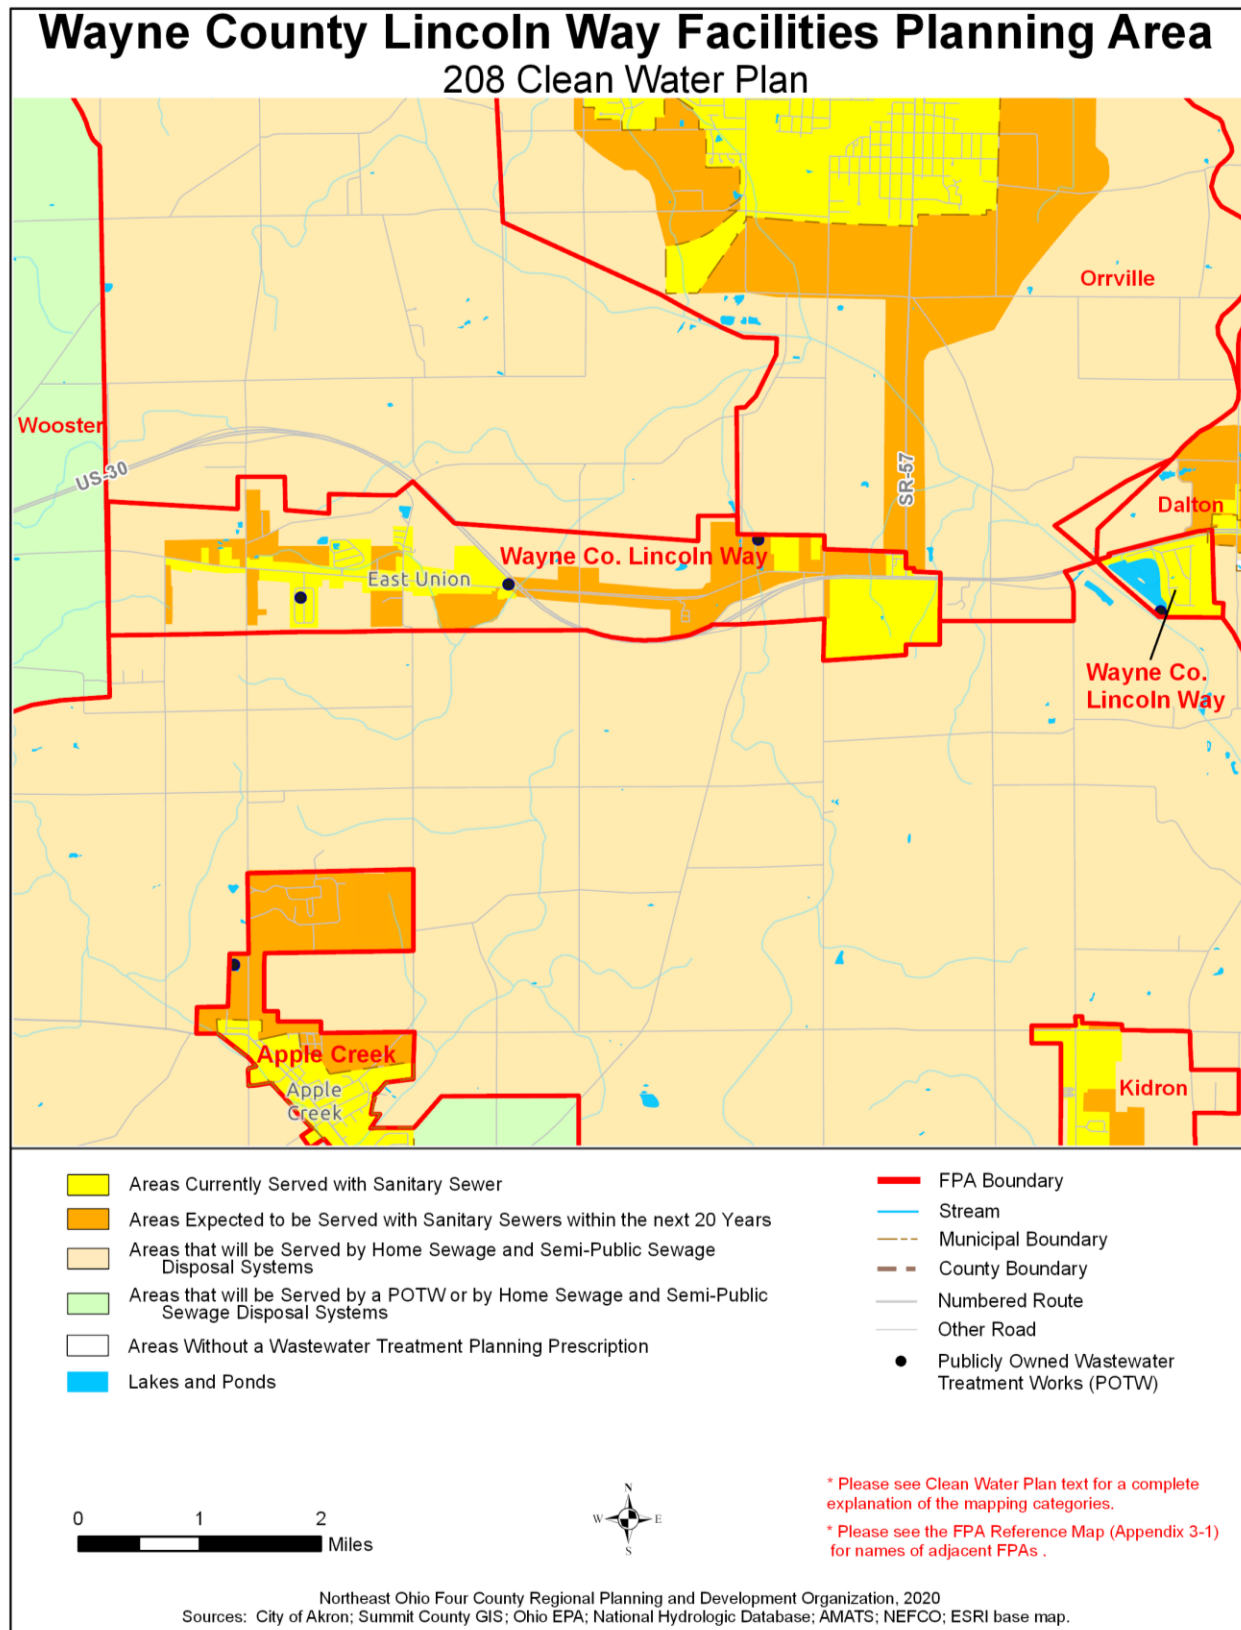 Wayne County Lincoln Way Facilities Planning Area
208 Clean Water Plan
Orrville
Wooster
US-30
SR-57
Dalton
Wayne Co. Lincoln Way
East Union
Wayne Co.
Lincoln Way
Apple Creek
Apple
Creek
Kidron
Areas Currently Served with Sanitary Sewer
Areas Expected to be Served with Sanitary Sewers within the next 20 Years
Areas that will be Served by Home Sewage and Semi-Public Sewage
Disposal Systems
Areas that will be Served by a POTW or by Home Sewage and Semi-Public
Sewage Disposal Systems
Areas Without a Wastewater Treatment Planning Prescription
Lakes and Ponds
FPA Boundary
Stream
Municipal Boundary
County Boundary
Numbered Route
Other Road
Publicly Owned Wastewater
Treatment Works (POTW)
0 1 2
Miles
N
W E
S
* Please see Clean Water Plan text for a complete
explanation of the mapping categories.
* Please see the FPA Reference Map (Appendix 3-1)
for names of adjacent FPAs .
Northeast Ohio Four County Regional Planning and Development Organization, 2020
Sources: City of Akron; Summit County GIS; Ohio EPA; National Hydrologic Database; AMATS; NEFCO; ESRI base map.